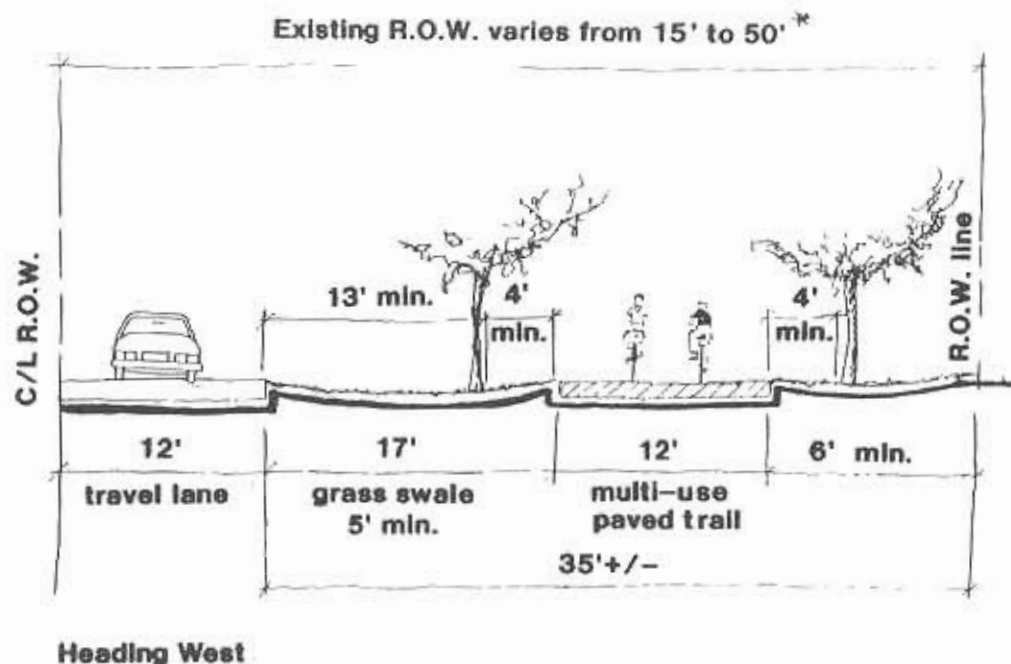 Existing R.O.W. varies from 15' to 50' *
C/L R.O.W.
13' min.
4'
min.
4'
min.
R.O.W. line
12'
17'
12'
6' min.
travel lane
grass swale
5' min.
multi-use
paved trail
35'+/-
Heading West